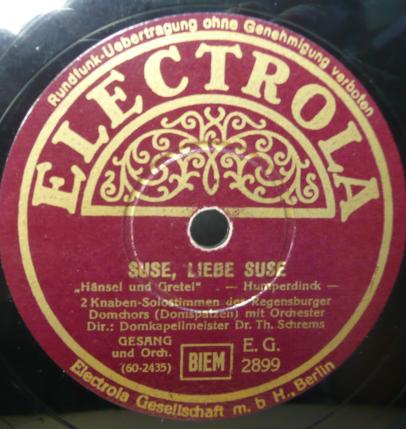 Rundfunk-Uebertragung ohne Genehmigung verboten
ELECTROLA
SUSE, LIEBE SUSE
„Hänsel und Gretel" — Humperdinck —
2 Knaben-Solostimmen des Regensburger
Domchors (Domspatzen) mit Orchester
Dir.: Domkapellmeister Dr. Th. Schrems
GESANG
und Orch.
(60-2435)
BIEM
E. G.
2899
Electrola Gesellschaft m. b H., Berlin